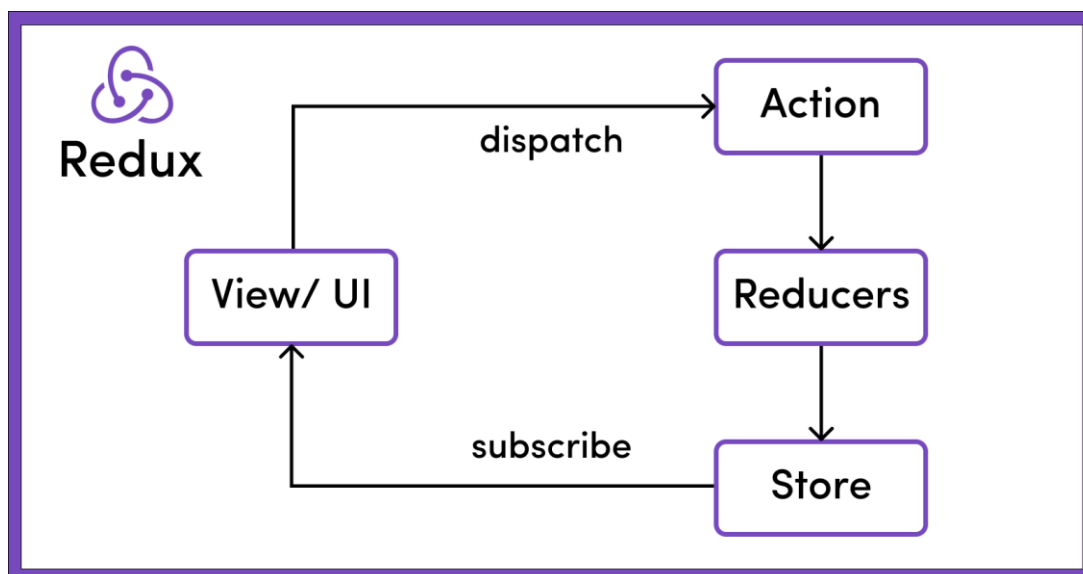 Redux
Action
dispatch
View/ UI
Reducers
subscribe
Store